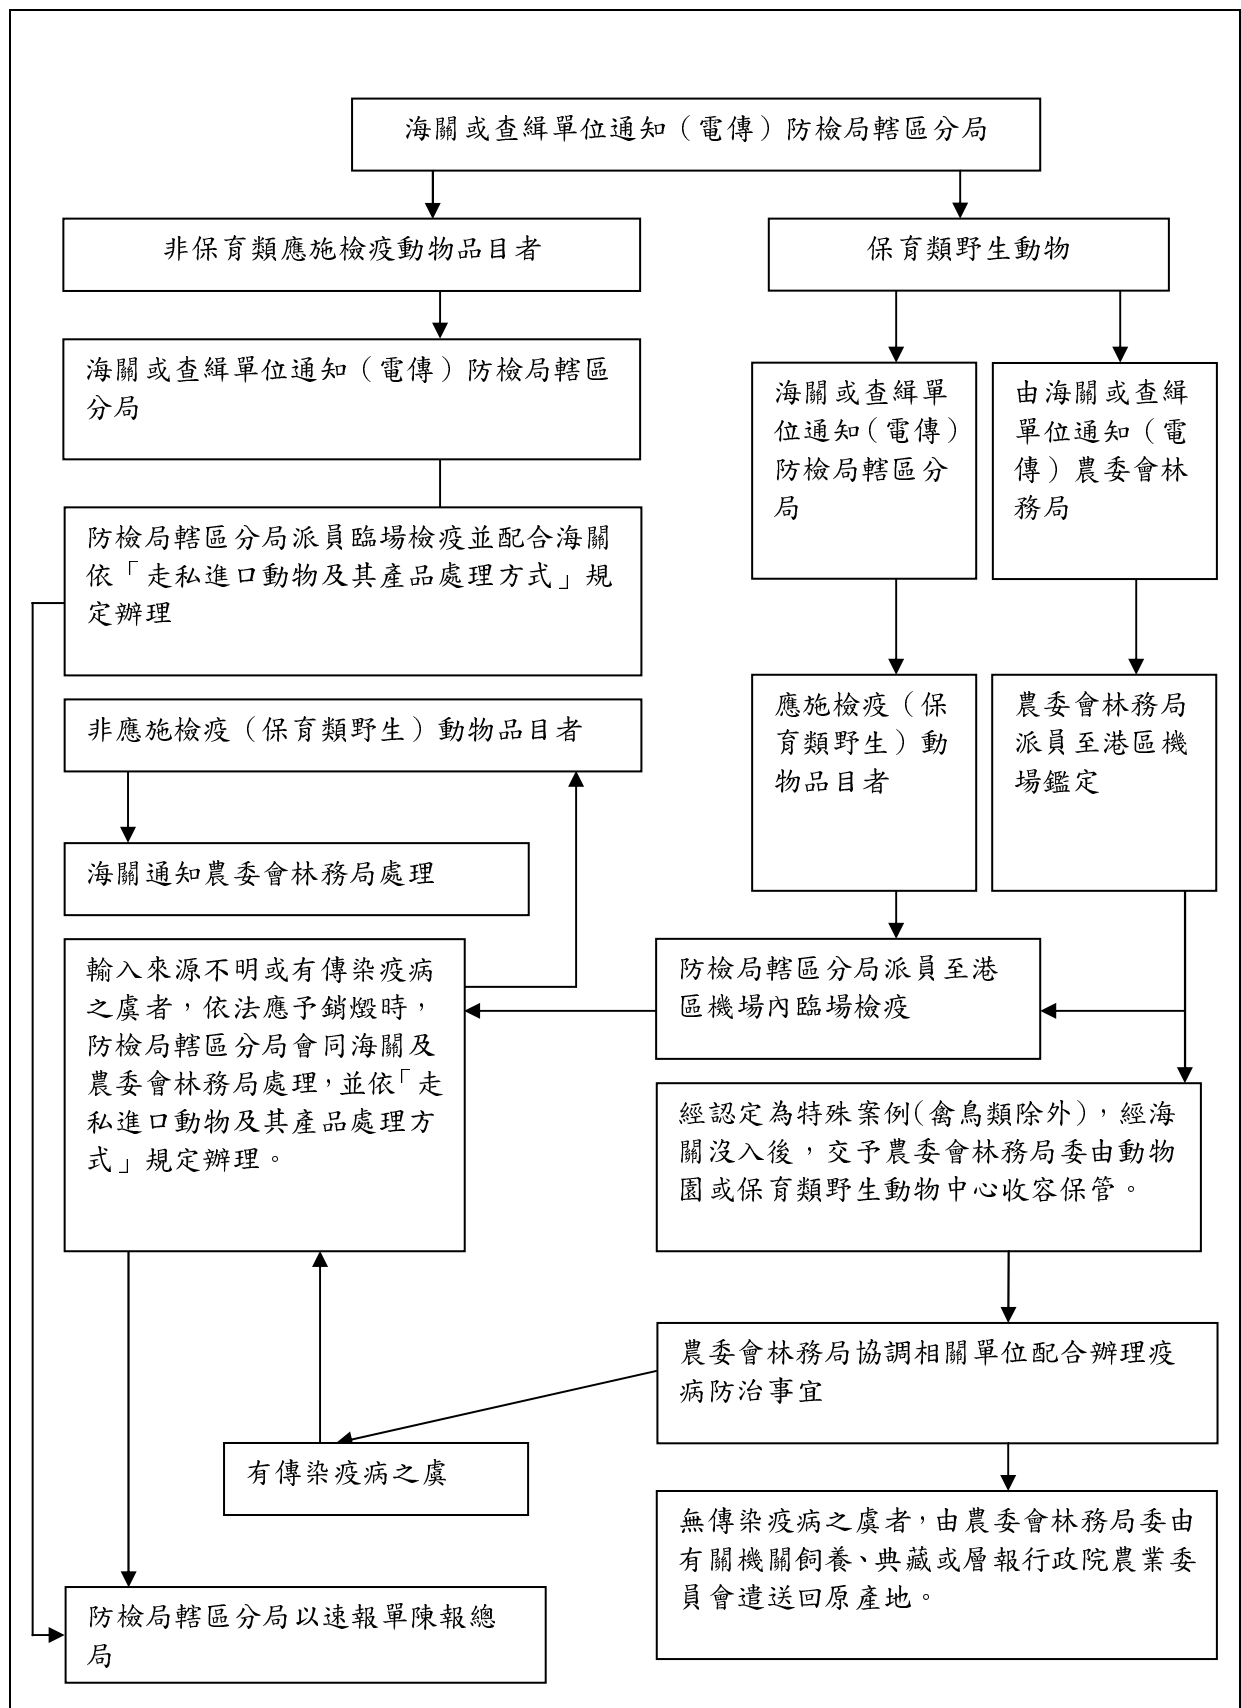 海關或查緝單位通知（電傳）防檢局轄區分局
非保育類應施檢疫動物品目者
保育類野生動物
海關或查緝單位通知（電傳）防檢局轄區
分局
海關或查緝單
位通知（電傳）
防檢局轄區分
局
由海關或查緝
單位通知（電
傳）農委會林
務局
防檢局轄區分局派員臨場檢疫並配合海關
依「走私進口動物及其產品處理方式」規
定辦理
非應施檢疫（保育類野生）動物品目者
應施檢疫（保
育類野生）動
物品目者
農委會林務局
派員至港區機
場鑑定
海關通知農委會林務局處理
輸入來源不明或有傳染疫病
之虞者，依法應予銷燬時，
防檢局轄區分局會同海關及
農委會林務局處理，並依「走
私進口動物及其產品處理方
式」規定辦理。
防檢局轄區分局派員至港
區機場內臨場檢疫
經認定為特殊案例(禽鳥類除外)，經海
關沒入後，交予農委會林務局委由動物
園或保育類野生動物中心收容保管。
農委會林務局協調相關單位配合辦理疫
病防治事宜
有傳染疫病之虞
無傳染疫病之虞者，由農委會林務局委由
有關機關飼養、典藏或層報行政院農業委
員會遣送回原產地。
防檢局轄區分局以速報單陳報總
局